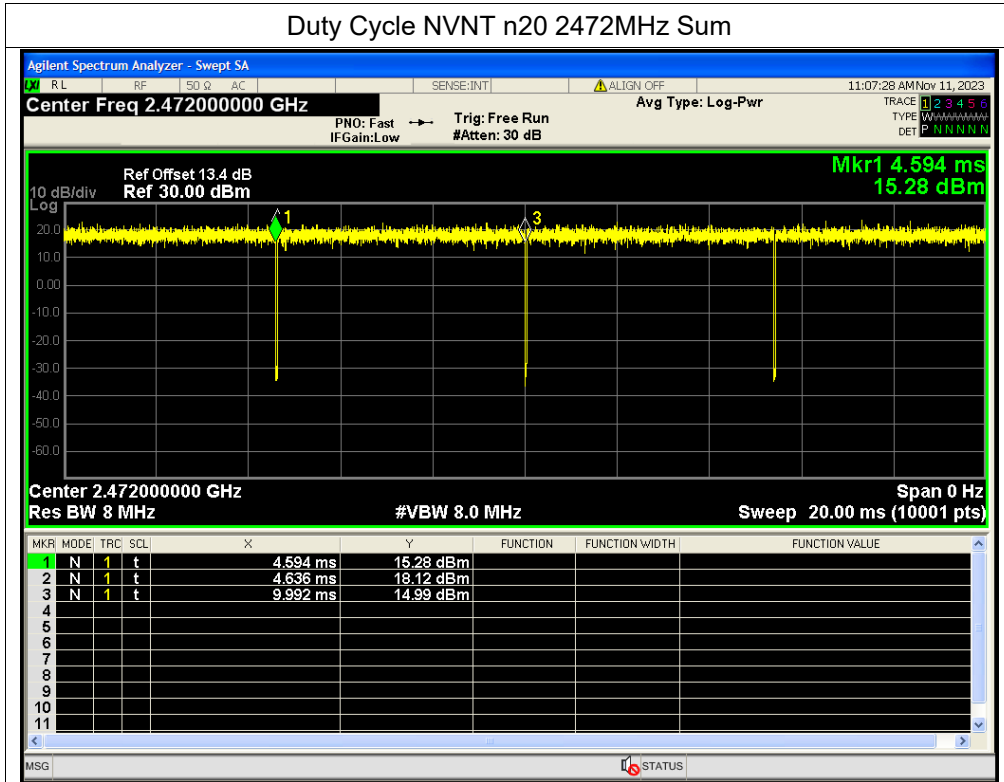 Duty Cycle NVNT n20 2472MHz Sum
Agilent Spectrum Analyzer - Swept SA
LXI RL RF 50 Ω AC SENSE:INT ALIGN OFF 11:07:28 AM Nov 11, 2023
Center Freq 2.472000000 GHz Avg Type: Log-Pwr TRACE 1 2 3 4 5 6
PNO: Fast Trig: Free Run TYPE WWWWWW
IFGain:Low #Atten: 30 dB DET P N N N N N
Mkr1 4.594 ms
15.28 dBm
Ref Offset 13.4 dB
10 dB/div Ref 30.00 dBm
Log
1 3
20.0
10.0
0.00
-10.0
-20.0
-30.0
-40.0
-50.0
-60.0
Center 2.472000000 GHz Span 0 Hz
Res BW 8 MHz #VBW 8.0 MHz Sweep 20.00 ms (10001 pts)
MKR MODE TRC SCL X Y FUNCTION FUNCTION WIDTH FUNCTION VALUE
1 N 1 t 4.594 ms 15.28 dBm
2 N 1 t 4.636 ms 18.12 dBm
3 N 1 t 9.992 ms 14.99 dBm
4
5
6
7
8
9
10
11
MSG STATUS